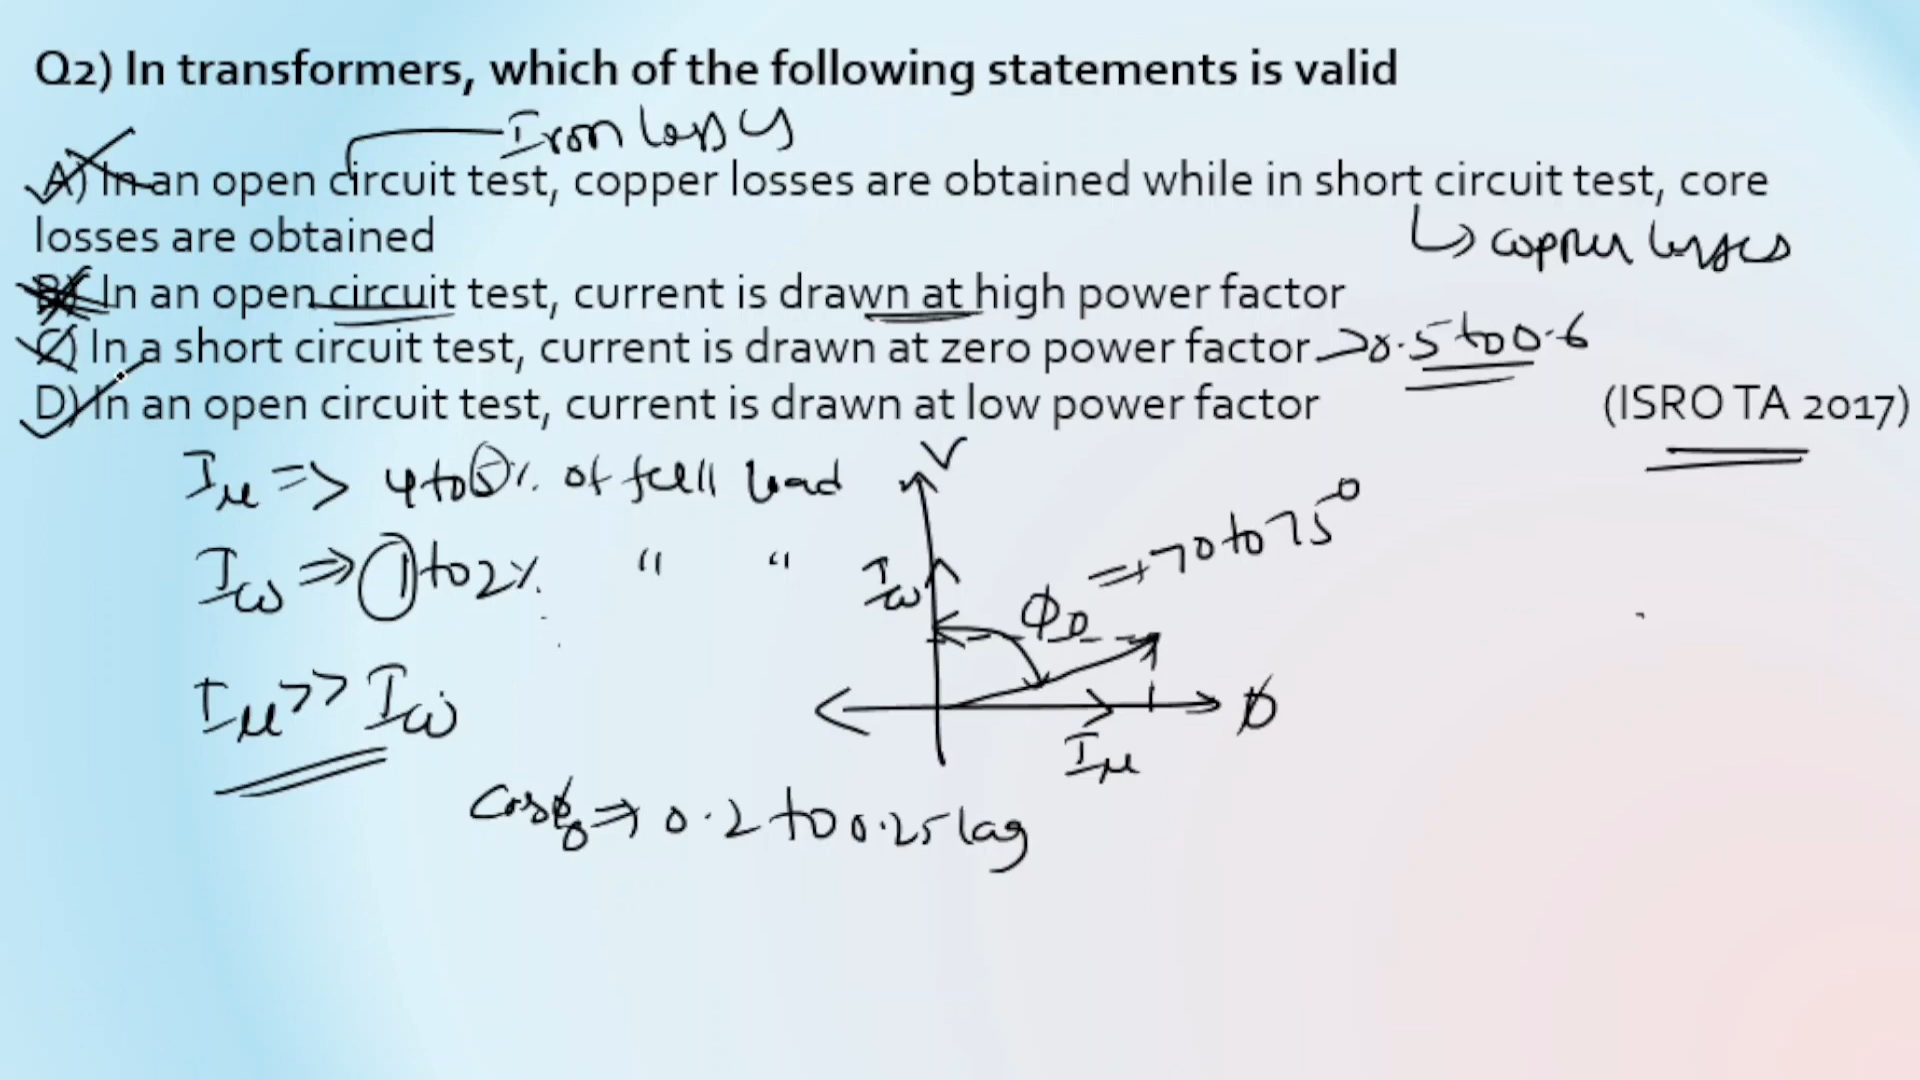 Q2) In transformers, which of the following statements is valid
Iron losses
A) In an open circuit test, copper losses are obtained while in short circuit test, core
losses are obtained
↳ copper losses
B) In an open circuit test, current is drawn at high power factor
C) In a short circuit test, current is drawn at zero power factor → 0.5 to 0.6
D) In an open circuit test, current is drawn at low power factor (ISRO TA 2017)
Iμ => 4 to 5% of full load
V
Iω => 1 to 2% " "
Iω
Φ0 => 70 to 75°
Iμ >> Iω
Φ
Iμ
Cosϕ0 => 0.2 to 0.25 lag